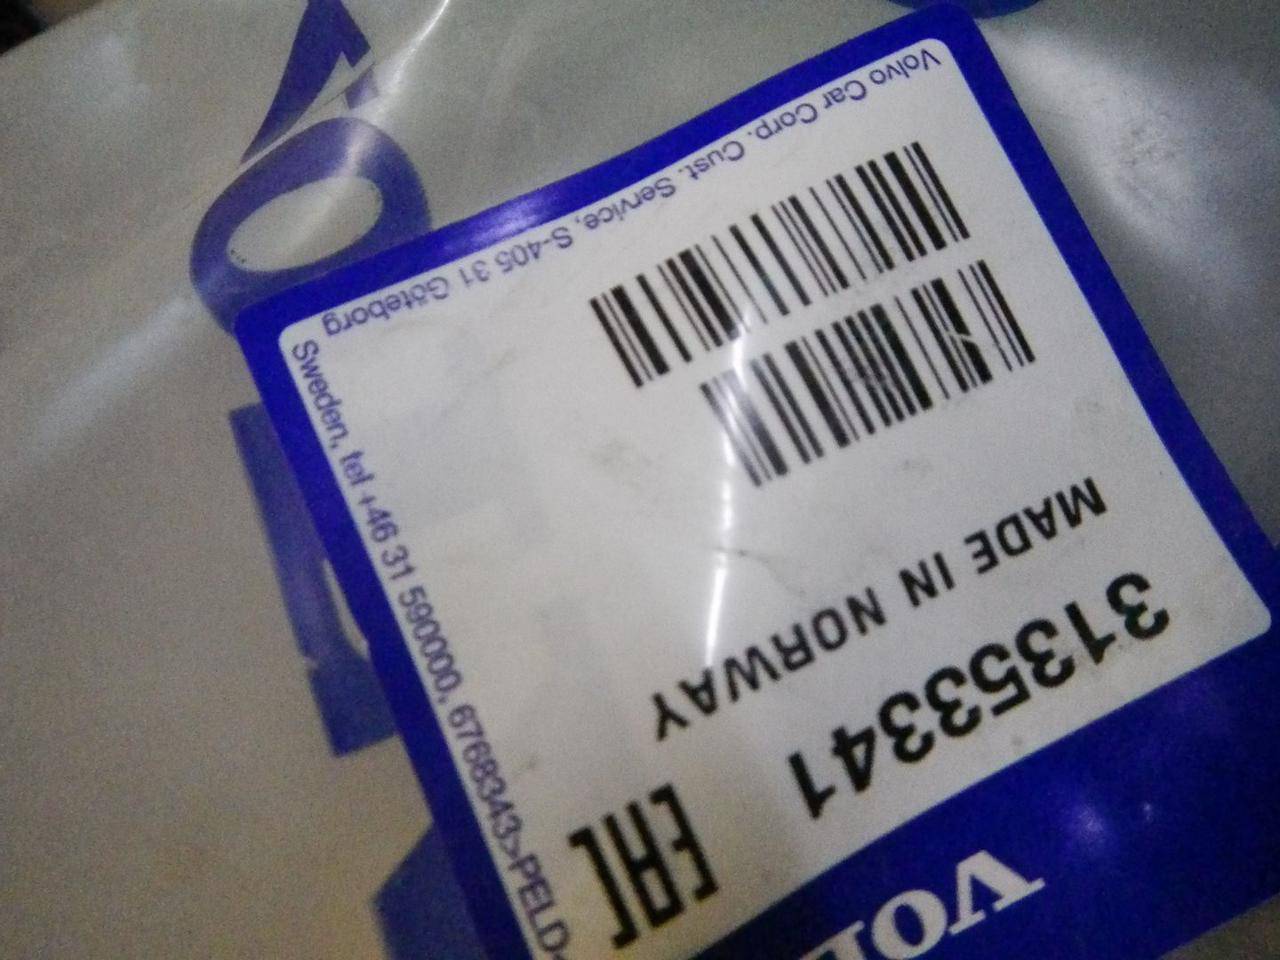 VOL
31353341
EAC
MADE IN NORWAY
Volvo Car Corp. Cust. Service, S-405 31 Göteborg
Sweden, tel +46 31 590000, 6768343>PELD<